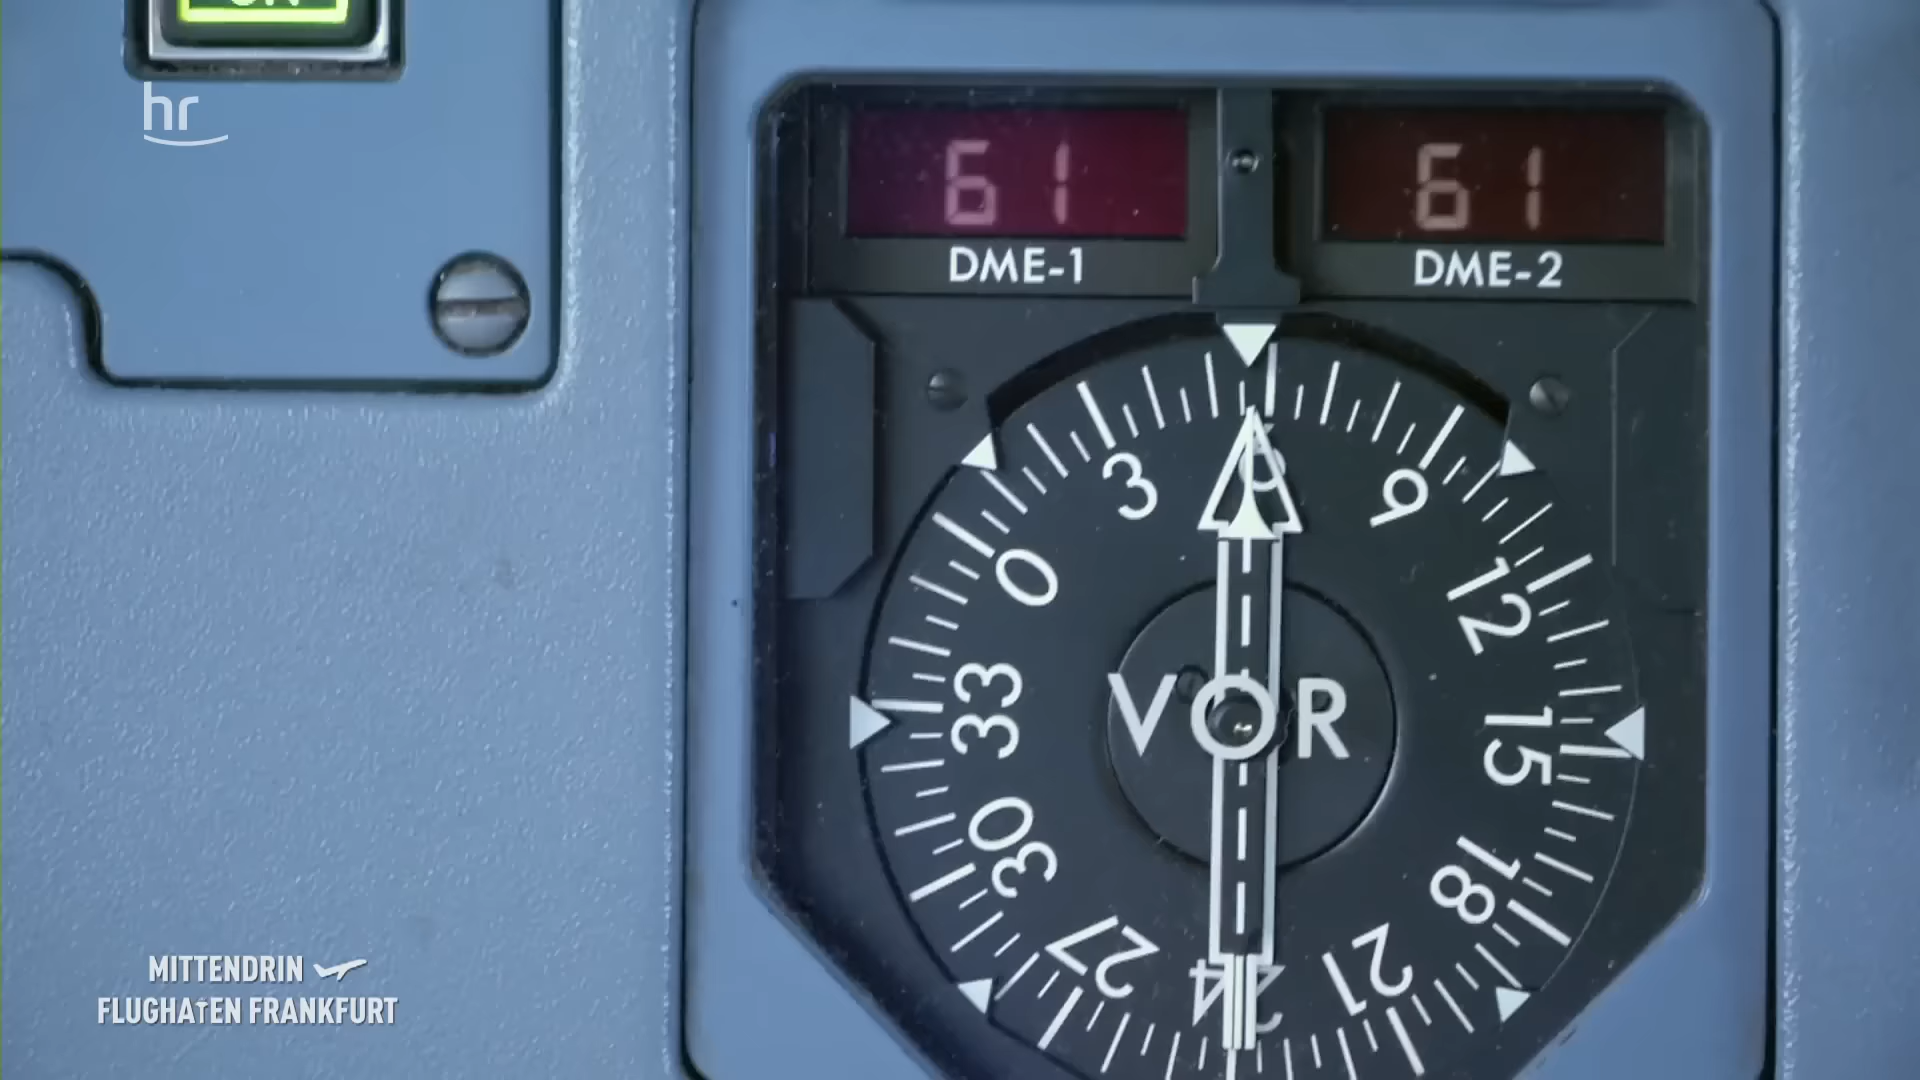 hr
61
61
DME-1
DME-2
3
6
9
0
12
33
VOR
15
30
18
27
24
21
MITTENDRIN
FLUGHAFEN FRANKFURT